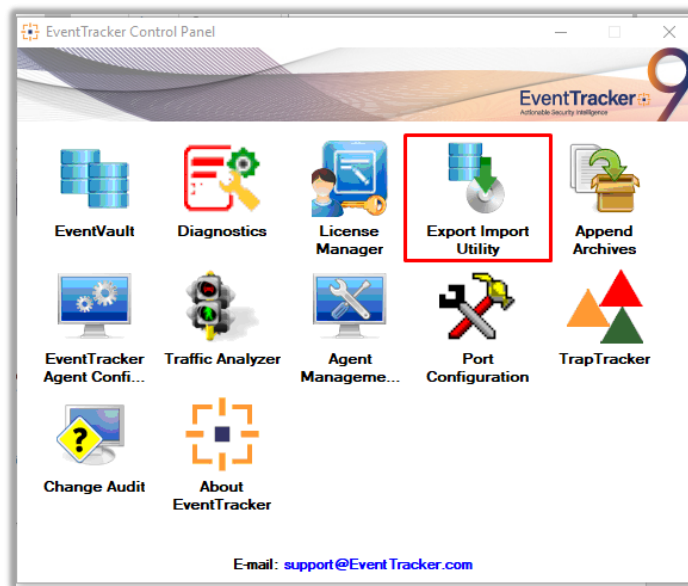 EventTracker Control Panel
EventTracker
Actionable Security Intelligence
9
EventVault
Diagnostics
License
Manager
Export Import
Utility
Append
Archives
EventTracker
Agent Confi...
Traffic Analyzer
Agent
Manageme...
Port
Configuration
TrapTracker
?
Change Audit
About
EventTracker
E-mail: support@EventTracker.com